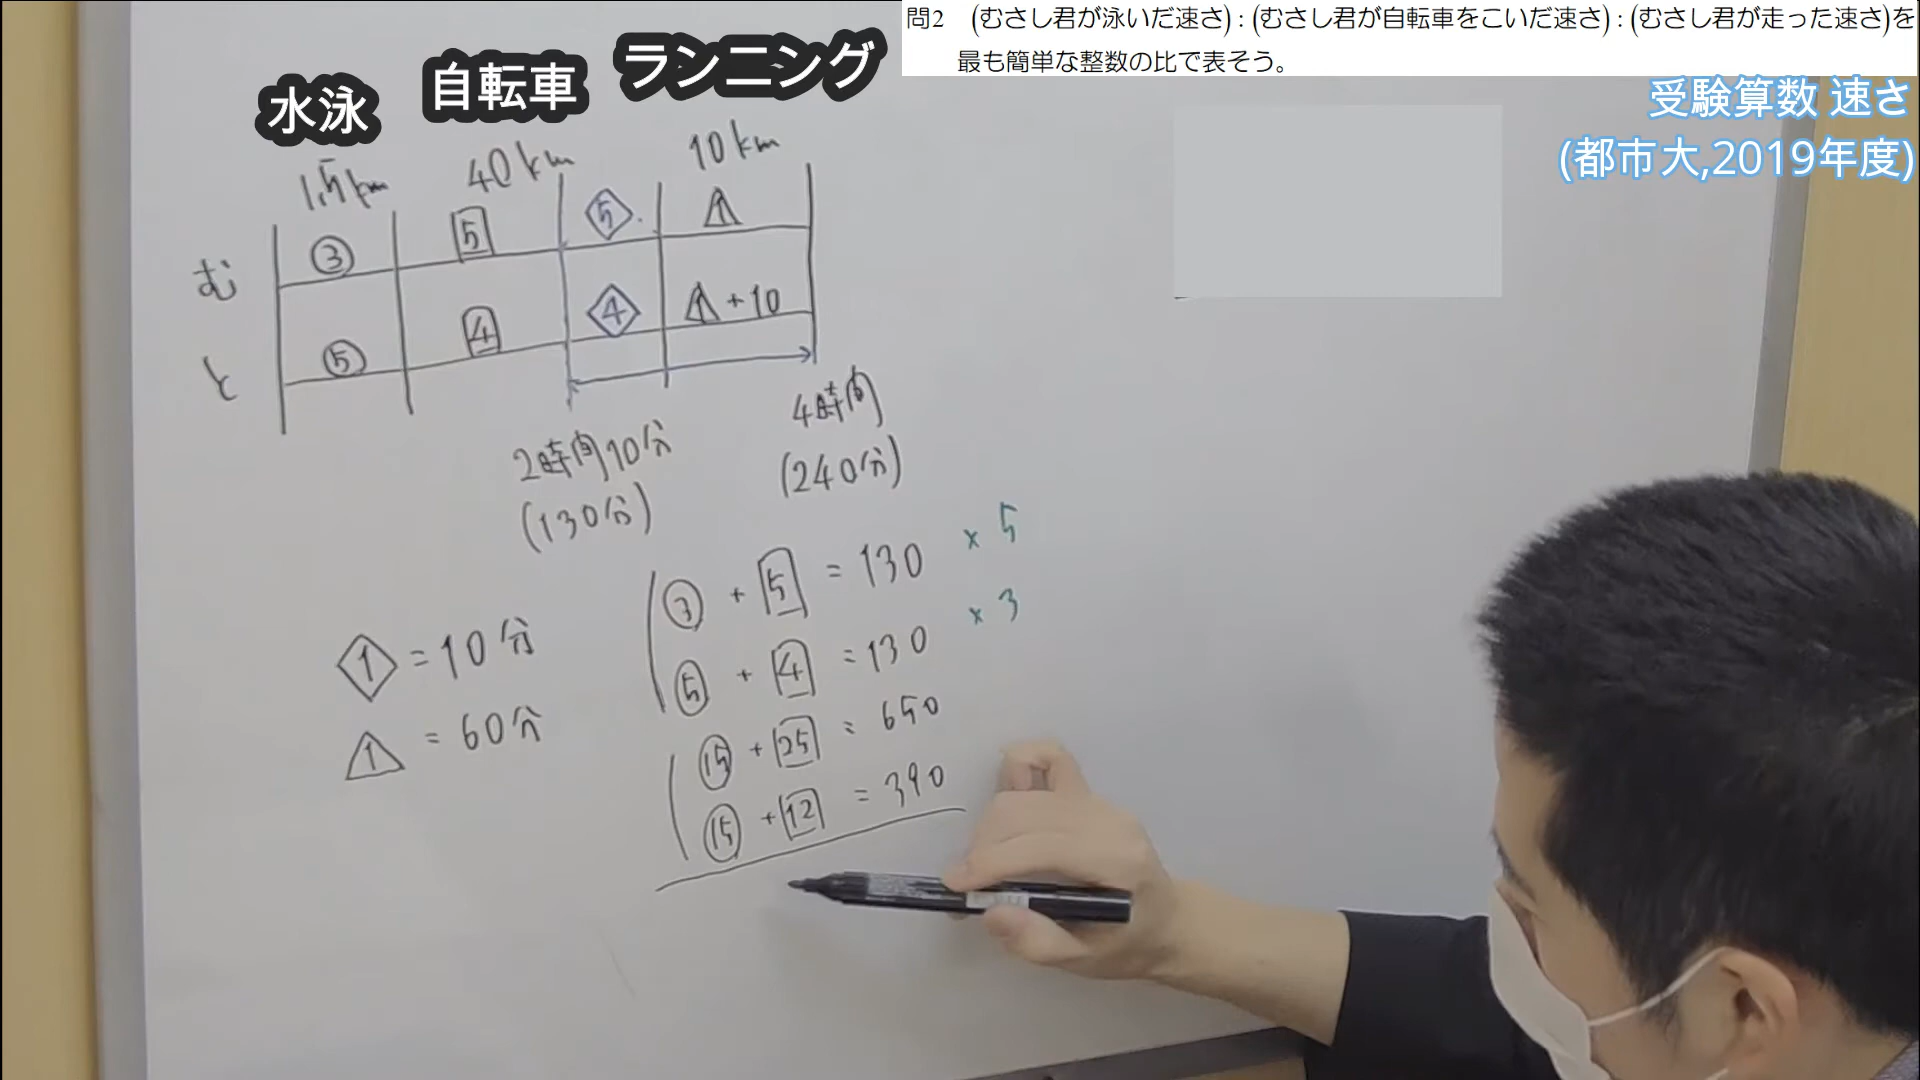 問2 (むさし君が泳いだ速さ):(むさし君が自転車をこいだ速さ):(むさし君が走った速さ)を
最も簡単な整数の比で表そう。
受験算数 速さ
(都市大,2019年度)
水泳 自転車 ランニング
1.5km 40km 10km
む ③ 5 5 1
と ⑤ 4 4 1+10
2時間10分 4時間
(130分) (240分)
③ + 5 = 130 ×5
⑤ + 4 = 130 ×3
⑮ + 25 = 650
⑮ + 12 = 390
1 = 10分
1 = 60分